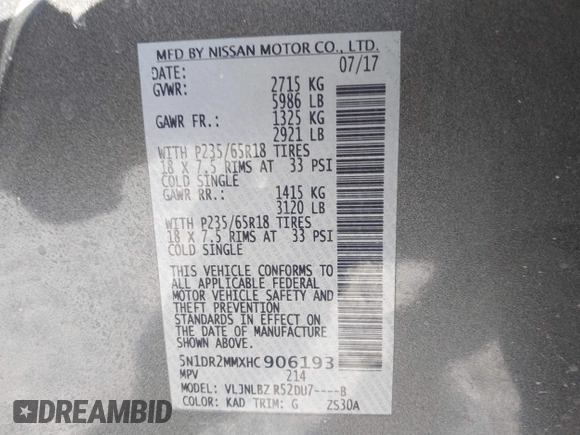 MFD BY NISSAN MOTOR CO., LTD.
DATE: 07/17
GVWR: 2715 KG
5986 LB
GAWR FR.: 1325 KG
2921 LB
WITH P235/65R18 TIRES
18 X 7.5 RIMS AT 33 PSI
COLD SINGLE
GAWR RR.: 1415 KG
3120 LB
WITH P235/65R18 TIRES
18 X 7.5 RIMS AT 33 PSI
COLD SINGLE
THIS VEHICLE CONFORMS TO
ALL APPLICABLE FEDERAL
MOTOR VEHICLE SAFETY AND
THEFT PREVENTION
STANDARDS IN EFFECT ON
THE DATE OF MANUFACTURE
SHOWN ABOVE.
5N1DR2MMXHC906193
MPV 214
MODEL: VLJNLBZ R52DU7----B
COLOR: KAD TRIM: G ZS30A
FAX.AUTO.HISTORY